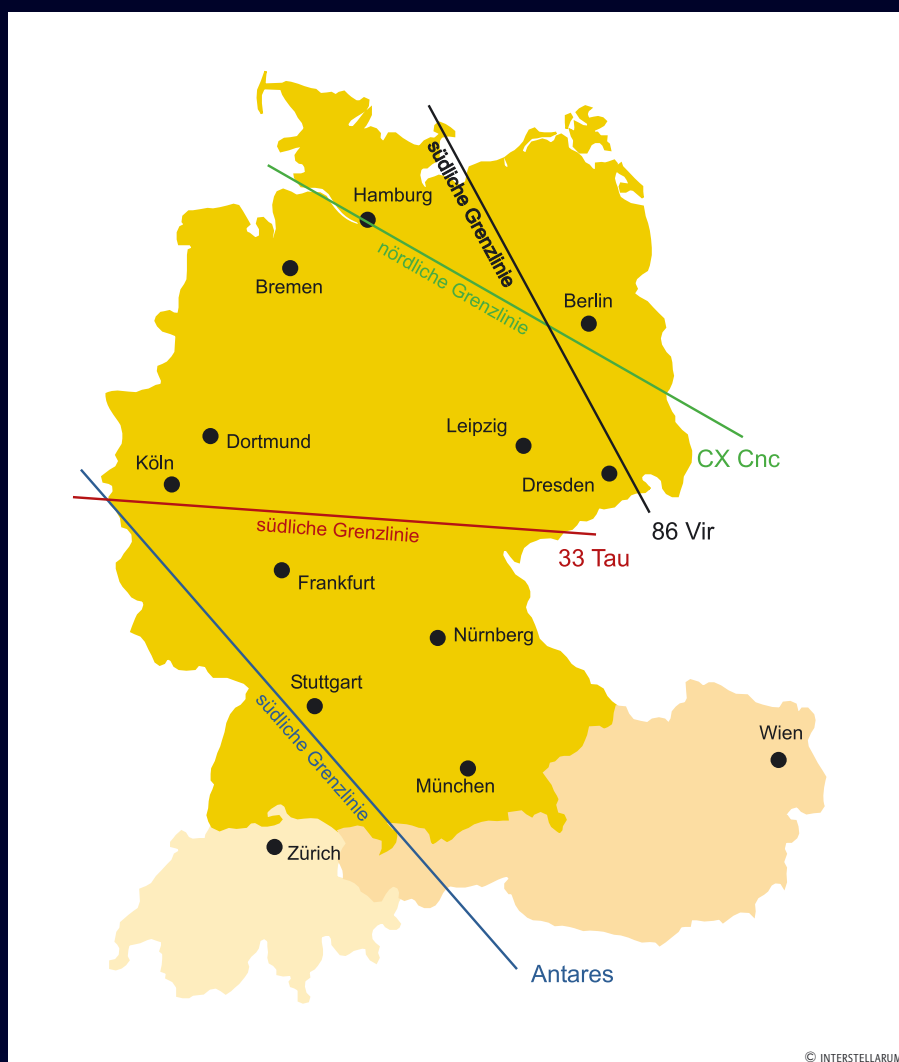 südliche Grenzlinie
Hamburg
nördliche Grenzlinie
Bremen
Berlin
Leipzig
Dortmund
CX Cnc
Köln
Dresden
südliche Grenzlinie
86 Vir
33 Tau
Frankfurt
Nürnberg
Stuttgart
südliche Grenzlinie
Wien
München
Zürich
Antares
© INTERSTELLARUM